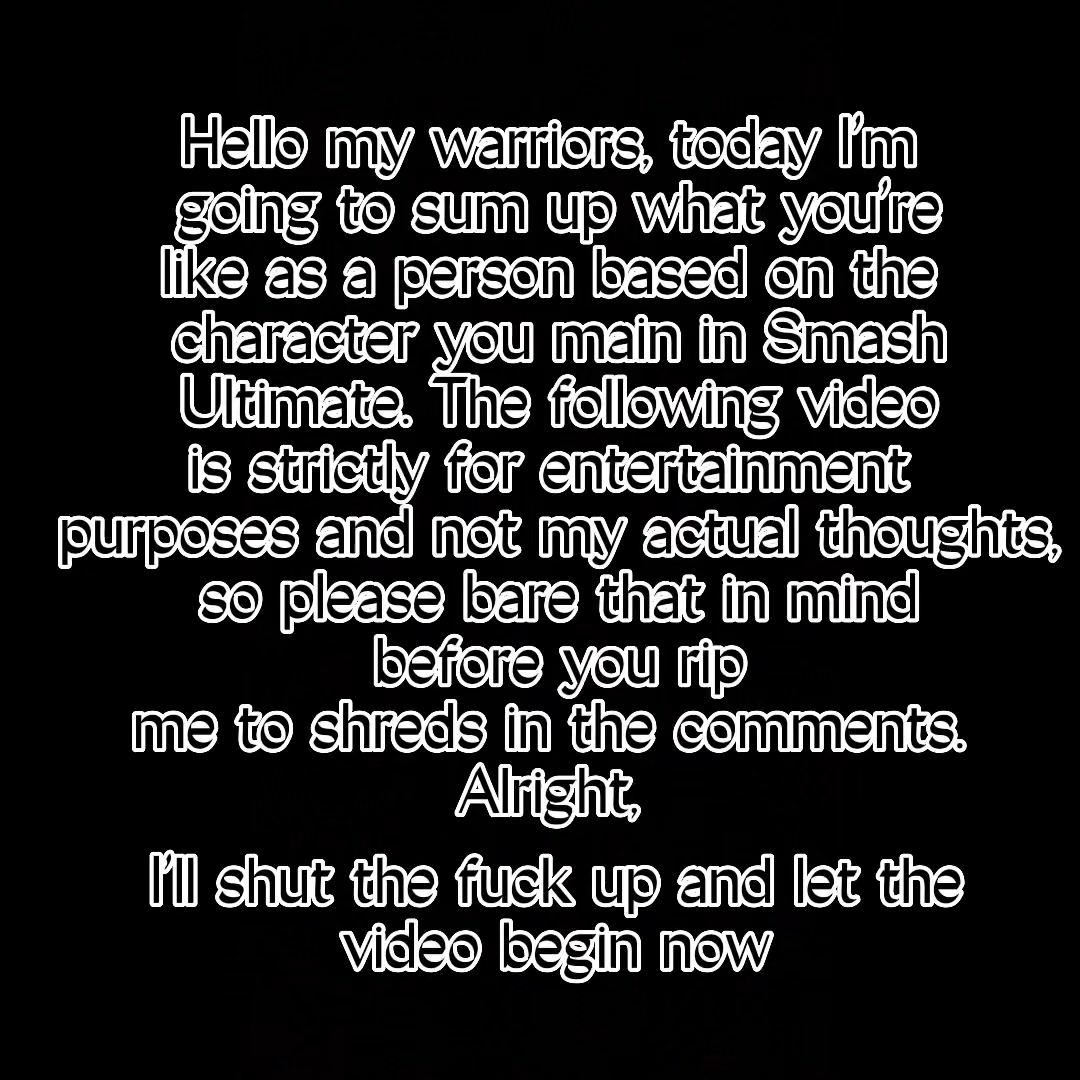 Hello my warriors, today I'm
going to sum up what you're
like as a person based on the
character you main in Smash
Ultimate. The following video
is strictly for entertainment
purposes and not my actual thoughts,
so please bare that in mind
before you rip
me to shreds in the comments.
Alright,
I'll shut the fuck up and let the
video begin now